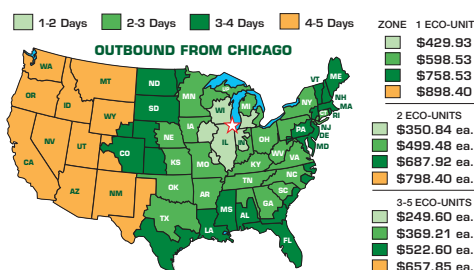 1-2 Days
2-3 Days
3-4 Days
4-5 Days
OUTBOUND FROM CHICAGO
WA
OR
CA
NV
ID
MT
WY
UT
AZ
NM
CO
ND
SD
NE
KS
OK
TX
MN
IA
MO
AR
LA
WI
IL
IN
MI
OH
KY
TN
MS
AL
GA
FL
SC
NC
VA
WV
PA
NY
VT
ME
NH
MA
RI
NJ
DE
MD
ZONE 1 ECO-UNIT
$429.93
$598.53
$758.53
$898.40
2 ECO-UNITS
$350.84 ea.
$499.48 ea.
$687.92 ea.
$798.40 ea.
3-5 ECO-UNITS
$249.60 ea.
$369.21 ea.
$522.60 ea.
$657.85 ea.